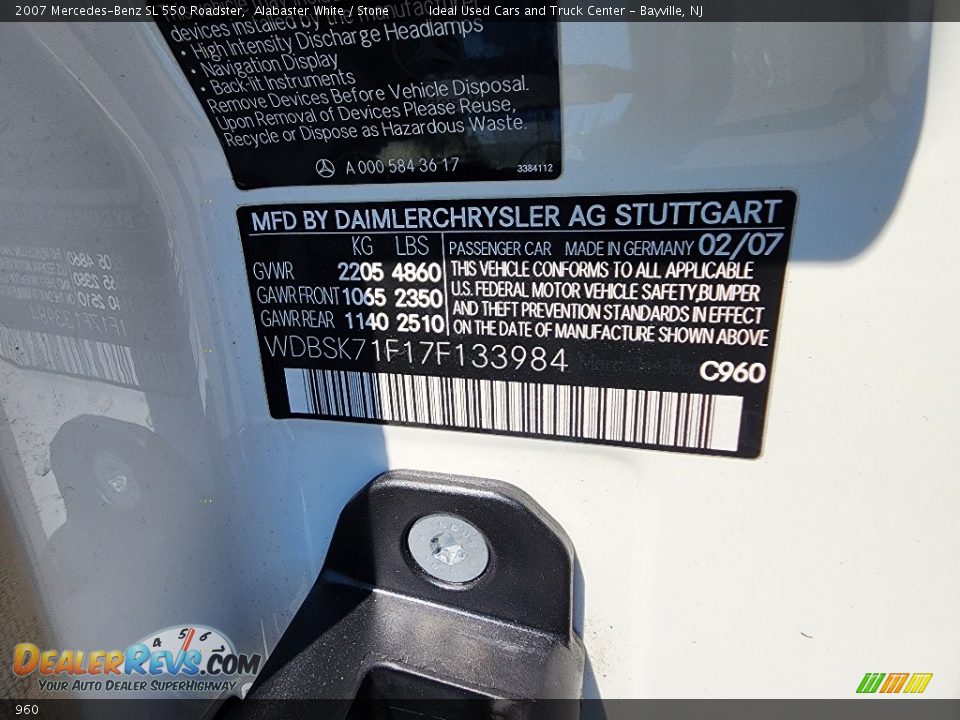 2007 Mercedes-Benz SL 550 Roadster, Alabaster White / Stone Ideal Used Cars and Truck Center - Bayville, NJ
devices installed by the manufacturer
• High Intensity Discharge Headlamps
• Navigation Display
• Back-lit Instruments
Remove Devices Before Vehicle Disposal.
Upon Removal of Devices Please Reuse,
Recycle or Dispose as Hazardous Waste.
A 000 584 36 17 3384112
MFD BY DAIMLERCHRYSLER AG STUTTGART
KG LBS PASSENGER CAR MADE IN GERMANY 02/07
GVWR 2205 4860 THIS VEHICLE CONFORMS TO ALL APPLICABLE
GAWR FRONT 1065 2350 U.S. FEDERAL MOTOR VEHICLE SAFETY, BUMPER
AND THEFT PREVENTION STANDARDS IN EFFECT
GAWR REAR 1140 2510 ON THE DATE OF MANUFACTURE SHOWN ABOVE
WDBSK71F17F133984 C960
4 5 6
DEALERREVS.COM
YOUR AUTO DEALER SUPERHIGHWAY
960